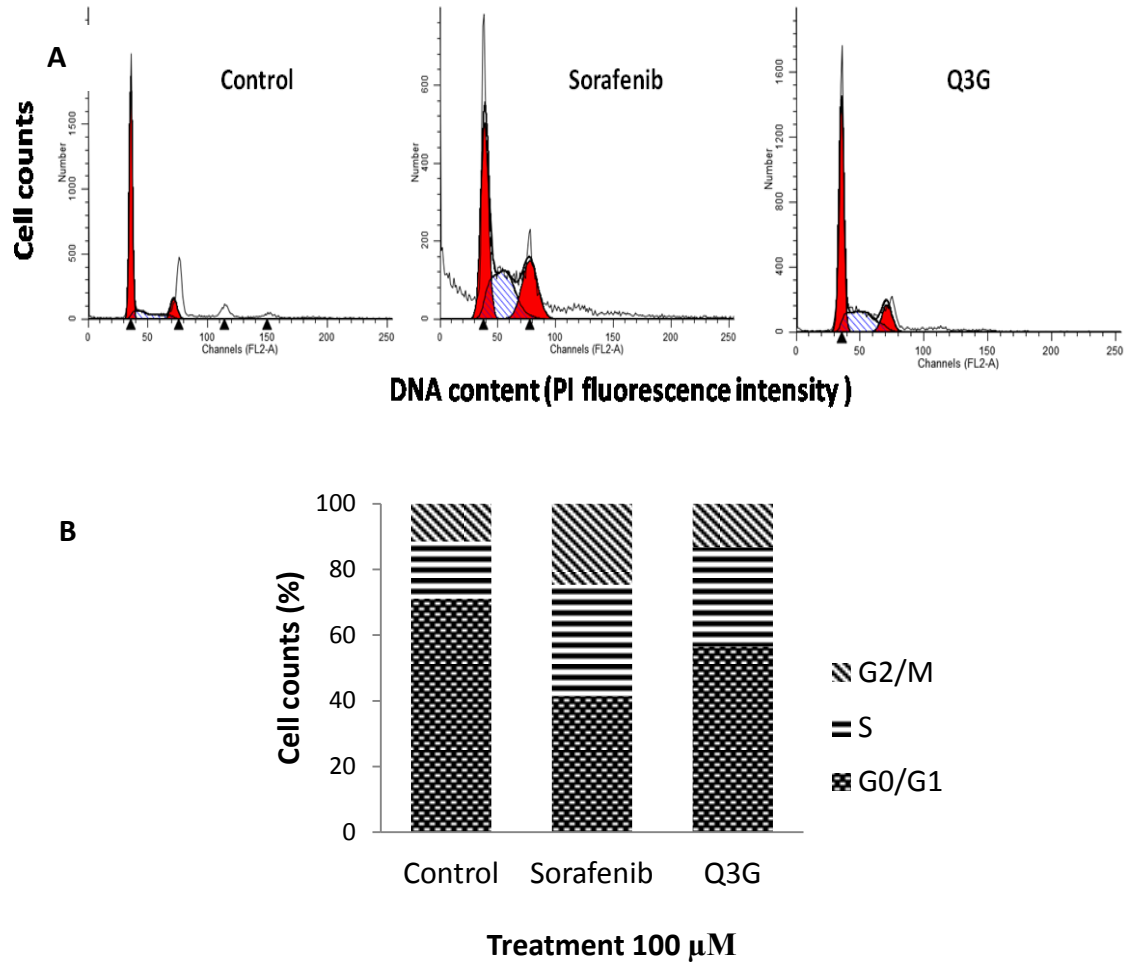 A
Control
Sorafenib
Q3G
Cell counts
Number
0 500 1000 1500
0 50 100 150 200 250
Channels (FL2-A)
Number
0 200 400 600
0 50 100 150 200 250
Channels (FL2-A)
Number
0 400 800 1200 1600
0 50 100 150 200 250
Channels (FL2-A)
DNA content (PI fluorescence intensity )
B
Cell counts (%)
100
80
60
40
20
0
Control Sorafenib Q3G
G2/M
S
G0/G1
Treatment 100 µM